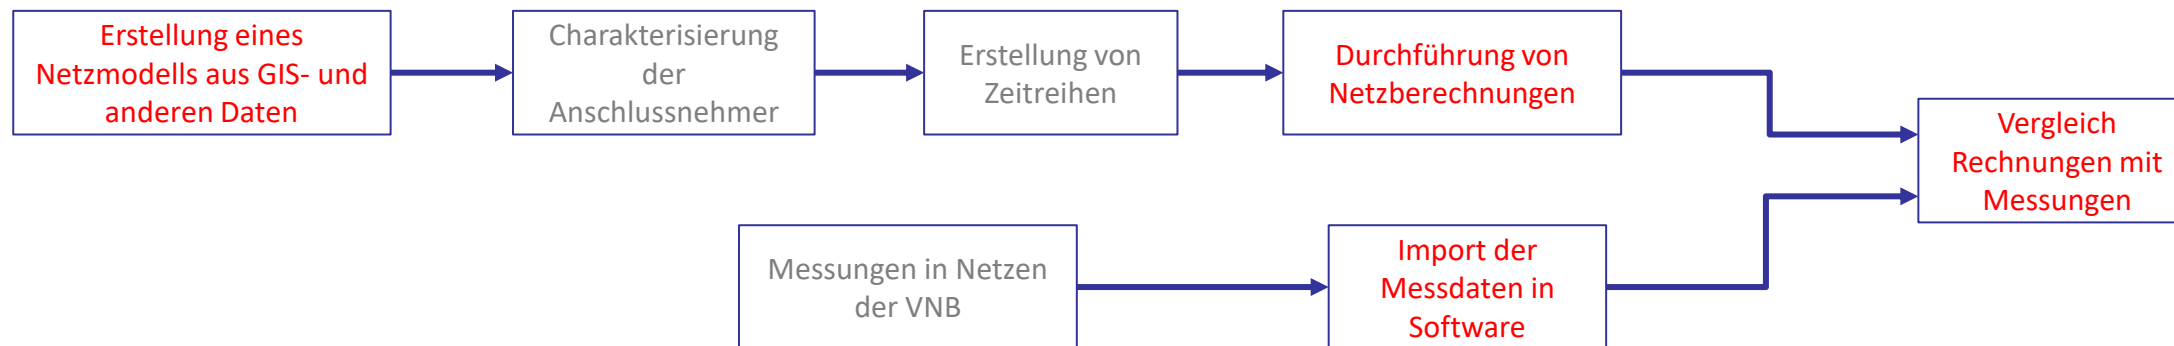 Erstellung eines
Netzmodells aus GIS- und
anderen Daten
Charakterisierung
der
Anschlussnehmer
Erstellung von
Zeitreihen
Durchführung von
Netzberechnungen
Vergleich
Rechnungen mit
Messungen
Messungen in Netzen
der VNB
Import der
Messdaten in
Software